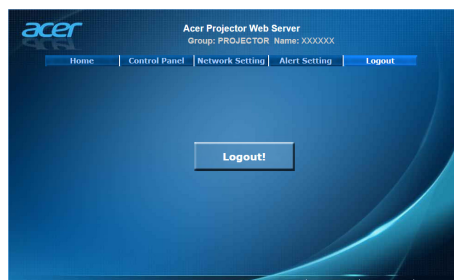 acer
Acer Projector Web Server
Group: PROJECTOR Name: XXXXXX
Home Control Panel Network Setting Alert Setting Logout
Logout!